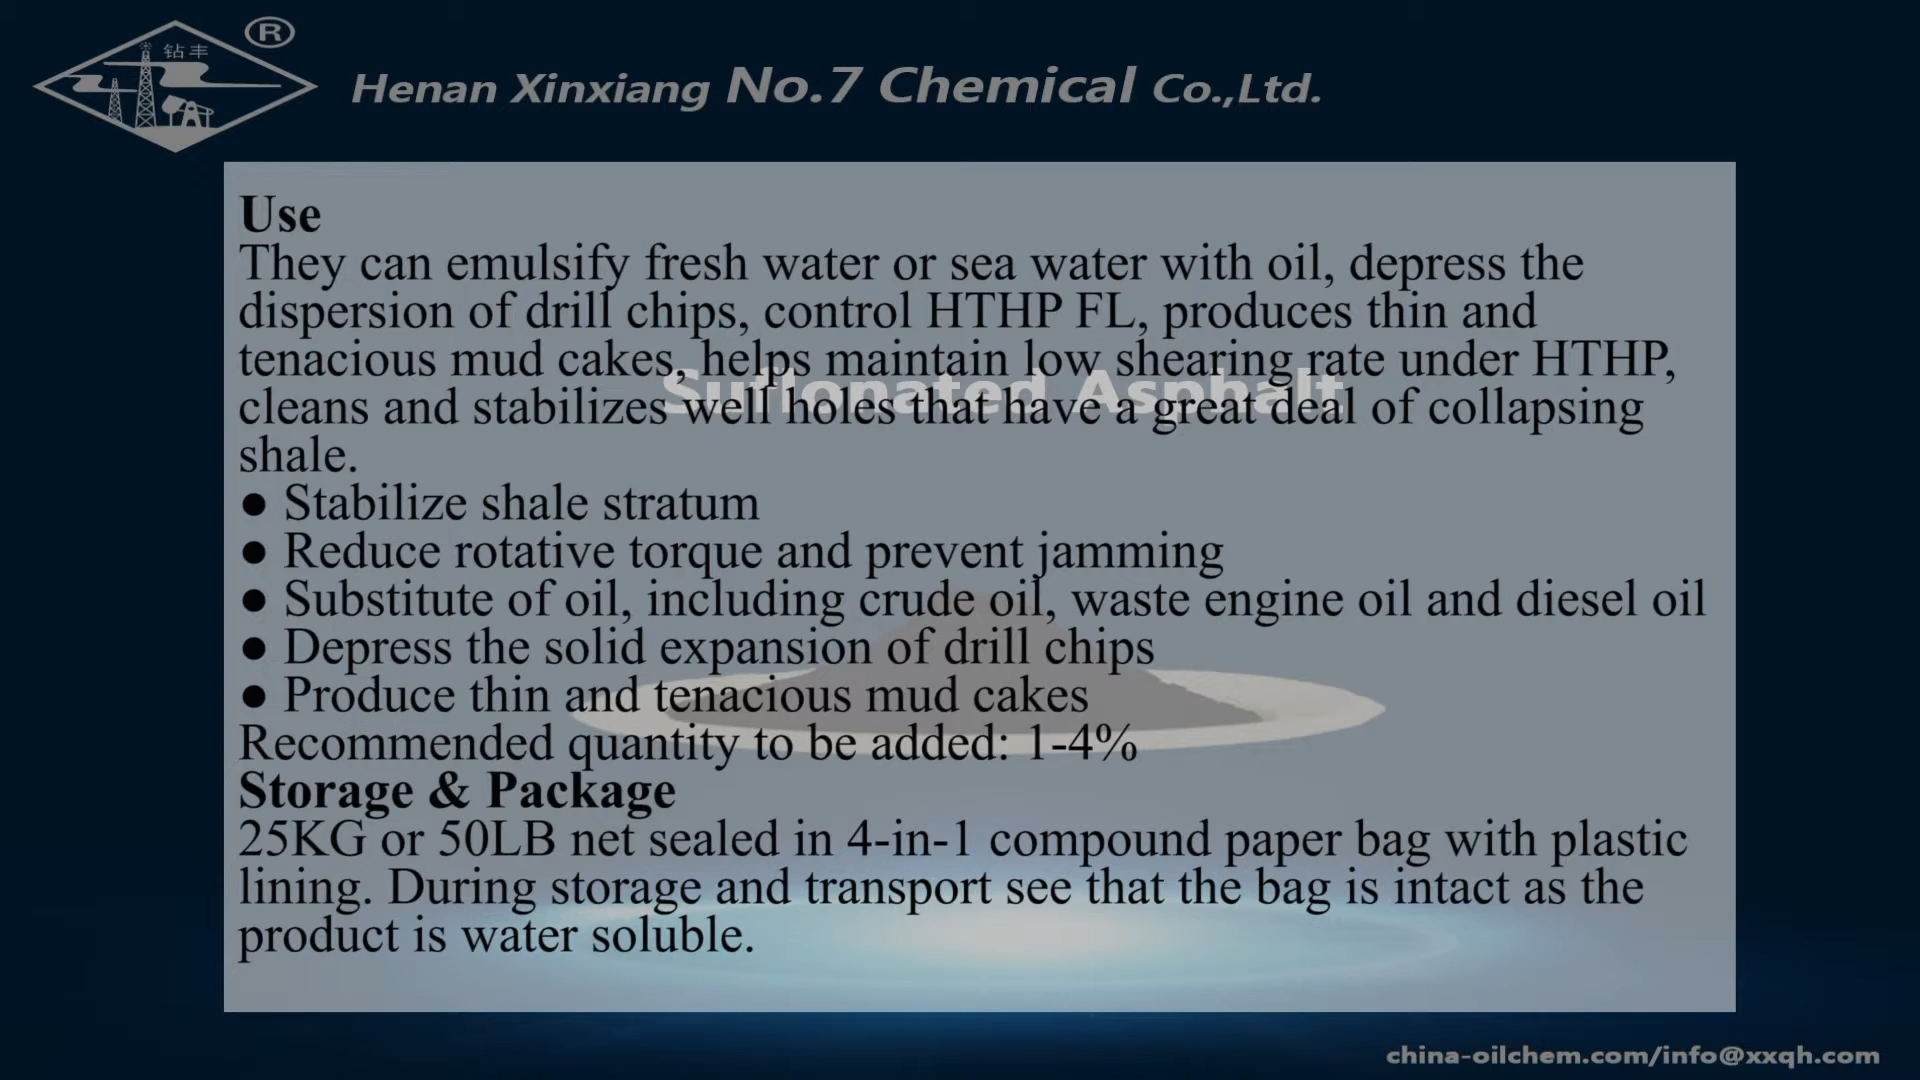 钻丰
®
Henan Xinxiang No.7 Chemical Co.,Ltd.
Use
They can emulsify fresh water or sea water with oil, depress the
dispersion of drill chips, control HTHP FL, produces thin and
tenacious mud cakes, helps maintain low shearing rate under HTHP,
Suflonated Asphalt
cleans and stabilizes well holes that have a great deal of collapsing
shale.
● Stabilize shale stratum
● Reduce rotative torque and prevent jamming
● Substitute of oil, including crude oil, waste engine oil and diesel oil
● Depress the solid expansion of drill chips
● Produce thin and tenacious mud cakes
Recommended quantity to be added: 1-4%
Storage & Package
25KG or 50LB net sealed in 4-in-1 compound paper bag with plastic
lining. During storage and transport see that the bag is intact as the
product is water soluble.
china-oilchem.com/info@xxqh.com